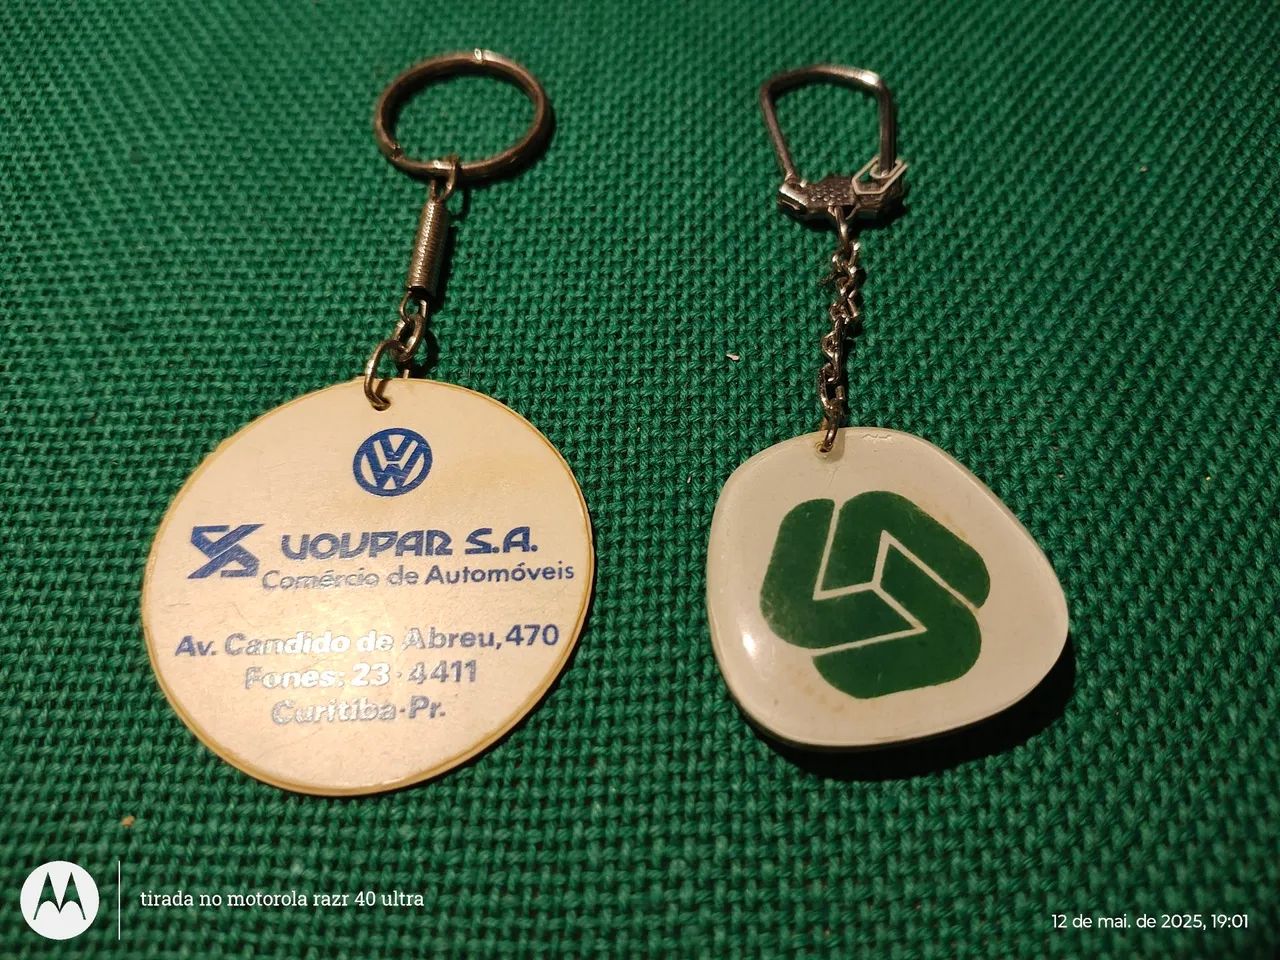 VW
VOUPAR S.A.
Comércio de Automóveis
Av. Candido de Abreu, 470
Fones: 23-4411
Curitiba-Pr.
tirada no motorola razr 40 ultra
12 de mai. de 2025, 19:01